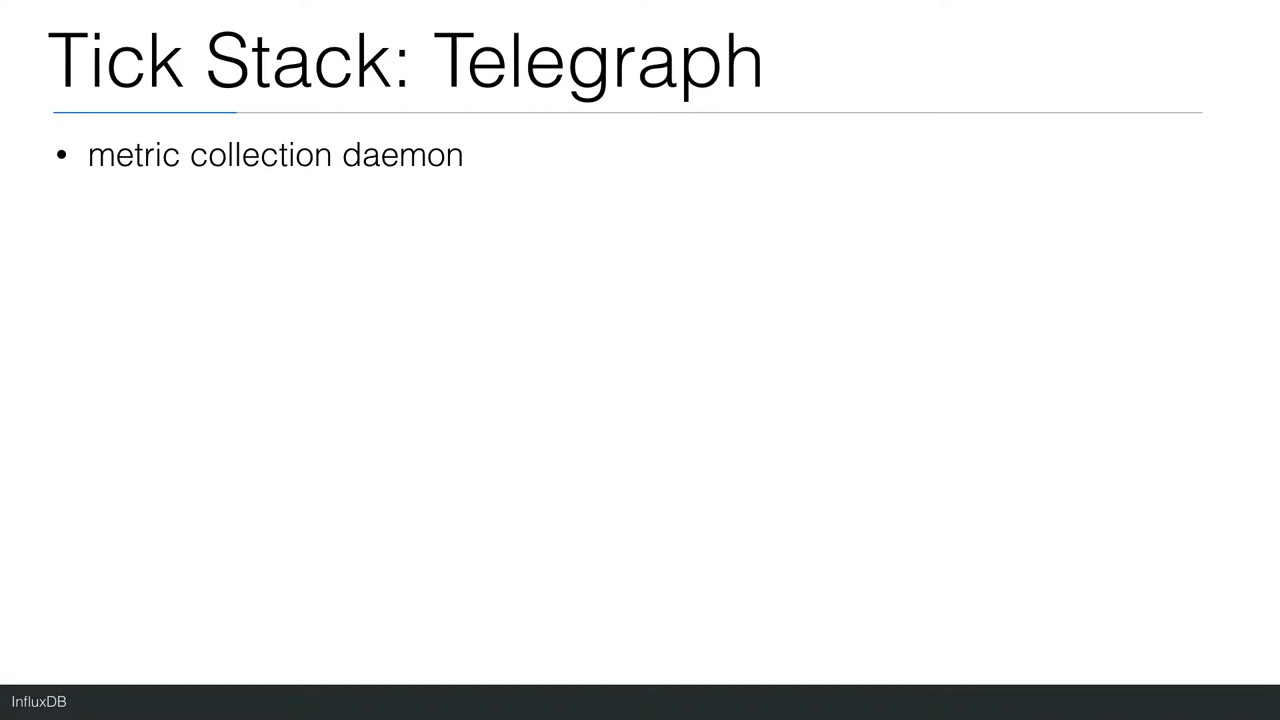 Tick Stack: Telegraph
• metric collection daemon
InfluxDB